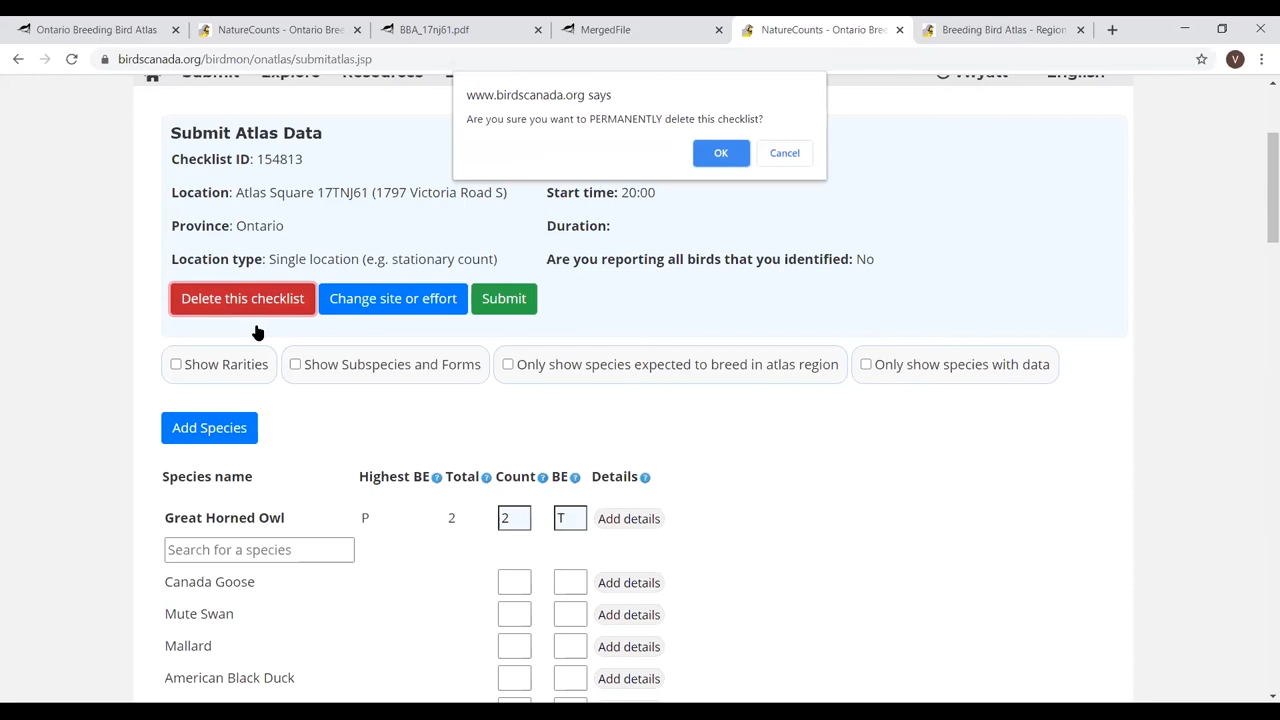 Ontario Breeding Bird Atlas
NatureCounts - Ontario Bree
BBA_17nj61.pdf
MergedFile
NatureCounts - Ontario Bree
Breeding Bird Atlas - Region
birdscanada.org/birdmon/onatlas/submitatlas.jsp
V
Submit Explore Resources
Wyatt English
www.birdscanada.org says
Are you sure you want to PERMANENTLY delete this checklist?
OK Cancel
Submit Atlas Data
Checklist ID: 154813
Location: Atlas Square 17TNJ61 (1797 Victoria Road S) Start time: 20:00
Province: Ontario Duration:
Location type: Single location (e.g. stationary count) Are you reporting all birds that you identified: No
Delete this checklist Change site or effort Submit
Show Rarities Show Subspecies and Forms Only show species expected to breed in atlas region Only show species with data
Add Species
Species name Highest BE ? Total ? Count ? BE ? Details ?
Great Horned Owl P 2 2 T Add details
Search for a species
Canada Goose Add details
Mute Swan Add details
Mallard Add details
American Black Duck Add details